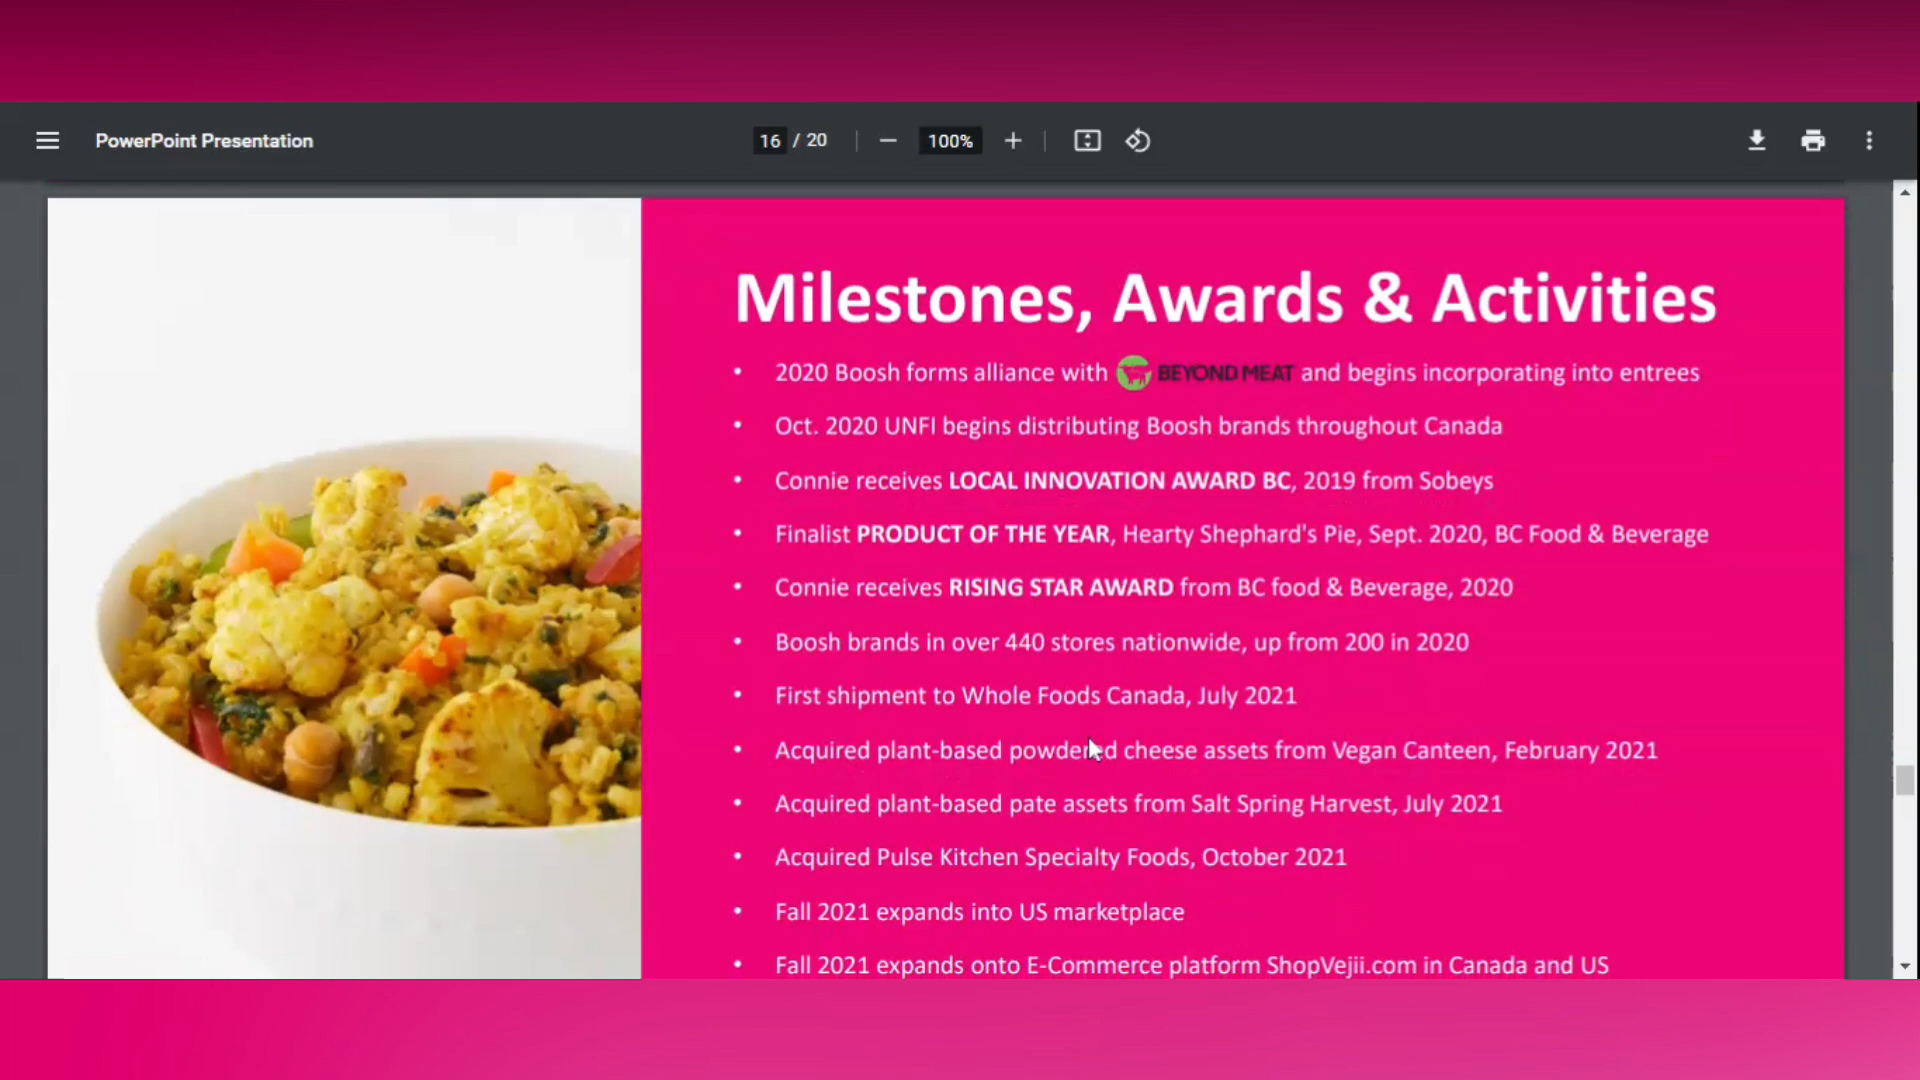 PowerPoint Presentation
16 / 20
100%
Milestones, Awards & Activities
• 2020 Boosh forms alliance with BEYOND MEAT and begins incorporating into entrees
• Oct. 2020 UNFI begins distributing Boosh brands throughout Canada
• Connie receives LOCAL INNOVATION AWARD BC, 2019 from Sobeys
• Finalist PRODUCT OF THE YEAR, Hearty Shephard's Pie, Sept. 2020, BC Food & Beverage
• Connie receives RISING STAR AWARD from BC food & Beverage, 2020
• Boosh brands in over 440 stores nationwide, up from 200 in 2020
• First shipment to Whole Foods Canada, July 2021
• Acquired plant-based powdered cheese assets from Vegan Canteen, February 2021
• Acquired plant-based pate assets from Salt Spring Harvest, July 2021
• Acquired Pulse Kitchen Specialty Foods, October 2021
• Fall 2021 expands into US marketplace
• Fall 2021 expands onto E-Commerce platform ShopVejii.com in Canada and US